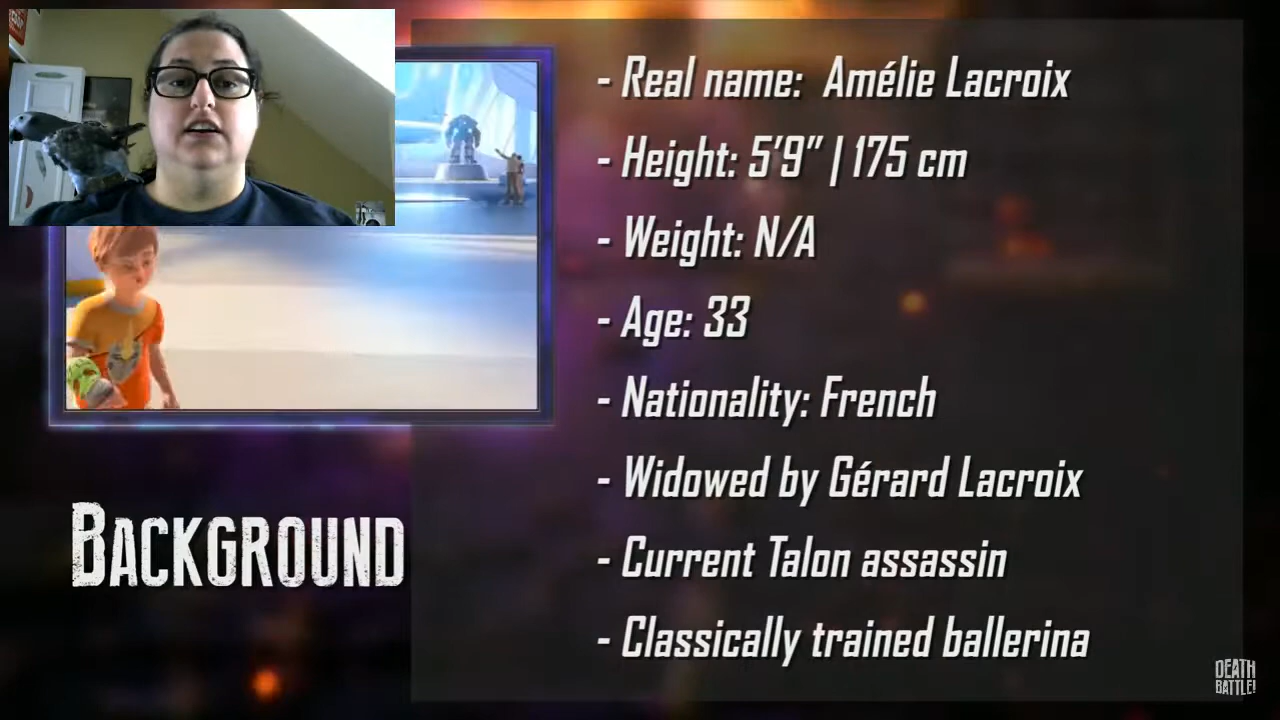 - Real name: Amélie Lacroix
- Height: 5'9" | 175 cm
- Weight: N/A
- Age: 33
- Nationality: French
- Widowed by Gérard Lacroix
- Current Talon assassin
- Classically trained ballerina
BACKGROUND
DEATH
BATTLE!